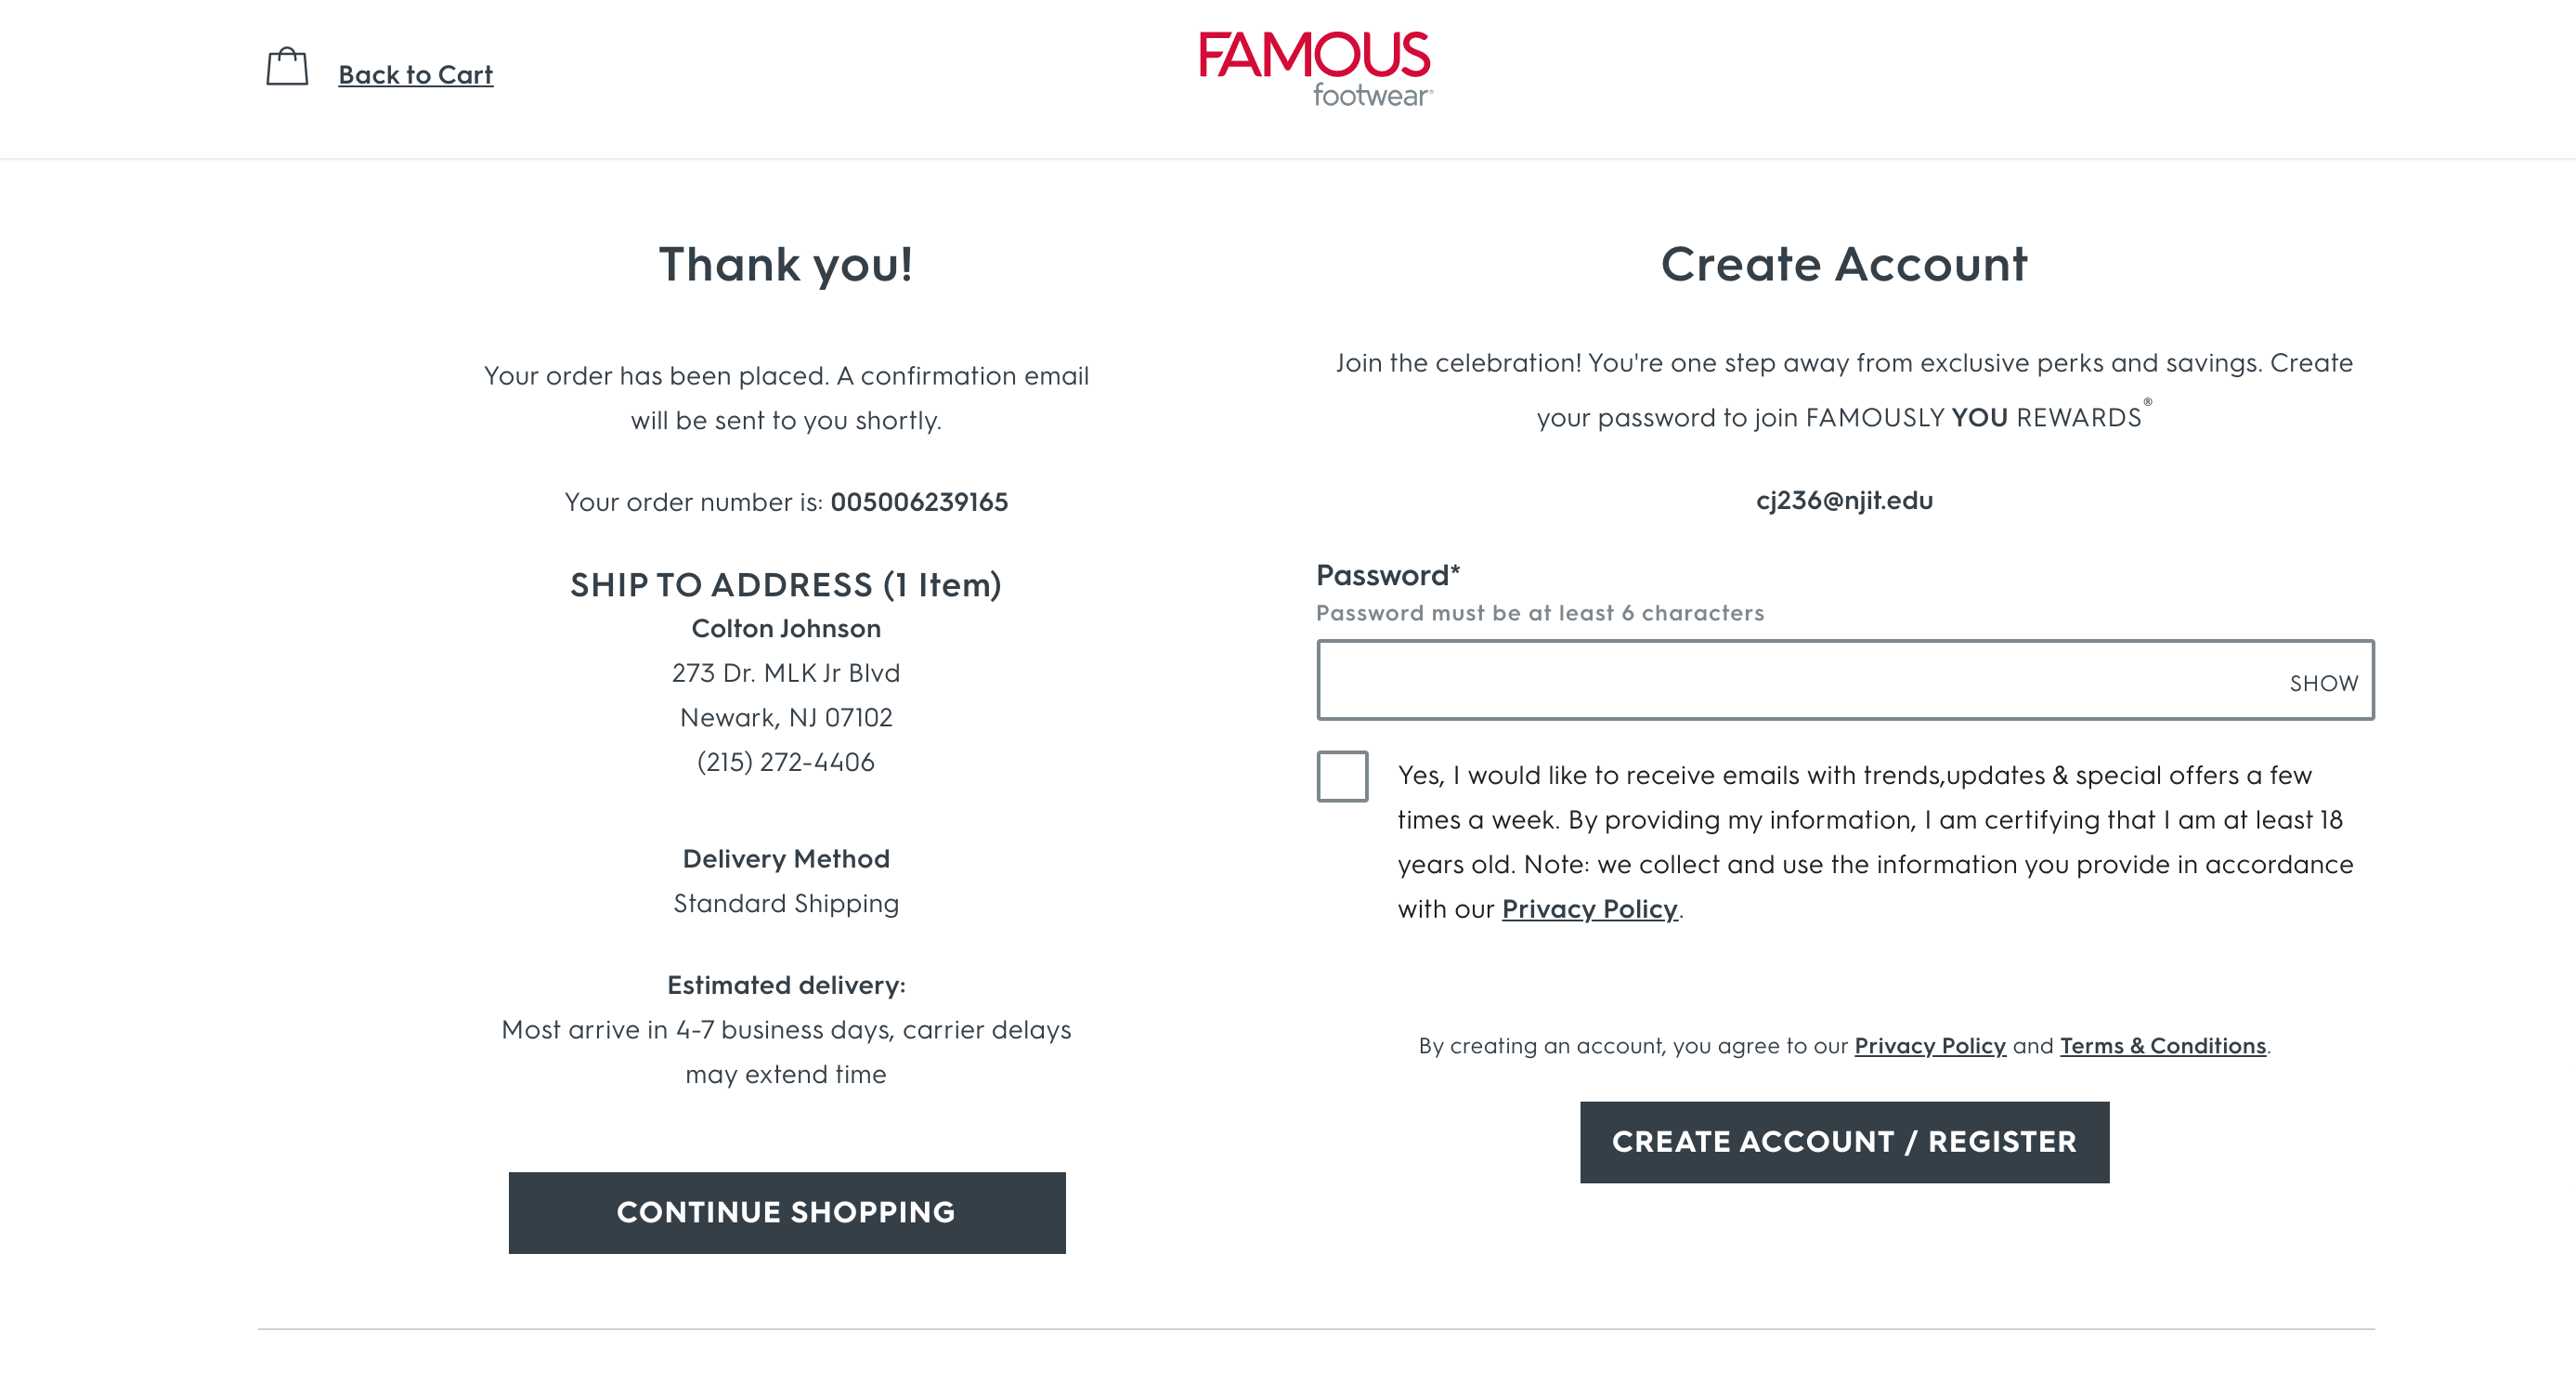 Back to Cart
FAMOUS
footwear®
Thank you!
Your order has been placed. A confirmation email
will be sent to you shortly.
Your order number is: 005006239165
SHIP TO ADDRESS (1 Item)
Colton Johnson
273 Dr. MLK Jr Blvd
Newark, NJ 07102
(215) 272-4406
Delivery Method
Standard Shipping
Estimated delivery:
Most arrive in 4-7 business days, carrier delays
may extend time
CONTINUE SHOPPING
Create Account
Join the celebration! You're one step away from exclusive perks and savings. Create
your password to join FAMOUSLY YOU REWARDS®
cj236@njit.edu
Password*
Password must be at least 6 characters
SHOW
Yes, I would like to receive emails with trends,updates & special offers a few
times a week. By providing my information, I am certifying that I am at least 18
years old. Note: we collect and use the information you provide in accordance
with our Privacy Policy.
By creating an account, you agree to our Privacy Policy and Terms & Conditions.
CREATE ACCOUNT / REGISTER